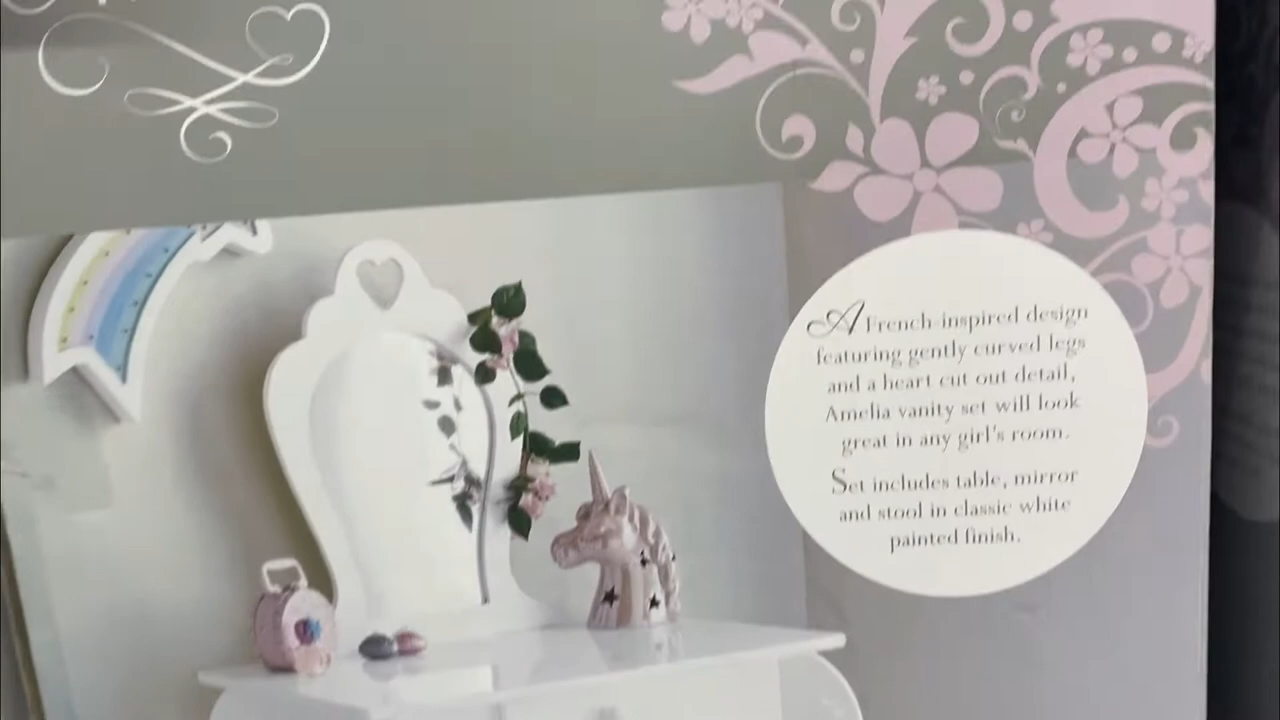 A French-inspired design
featuring gently curved legs
and a heart cut out detail,
Amelia vanity set will look
great in any girl's room.
Set includes table, mirror
and stool in classic white
painted finish.